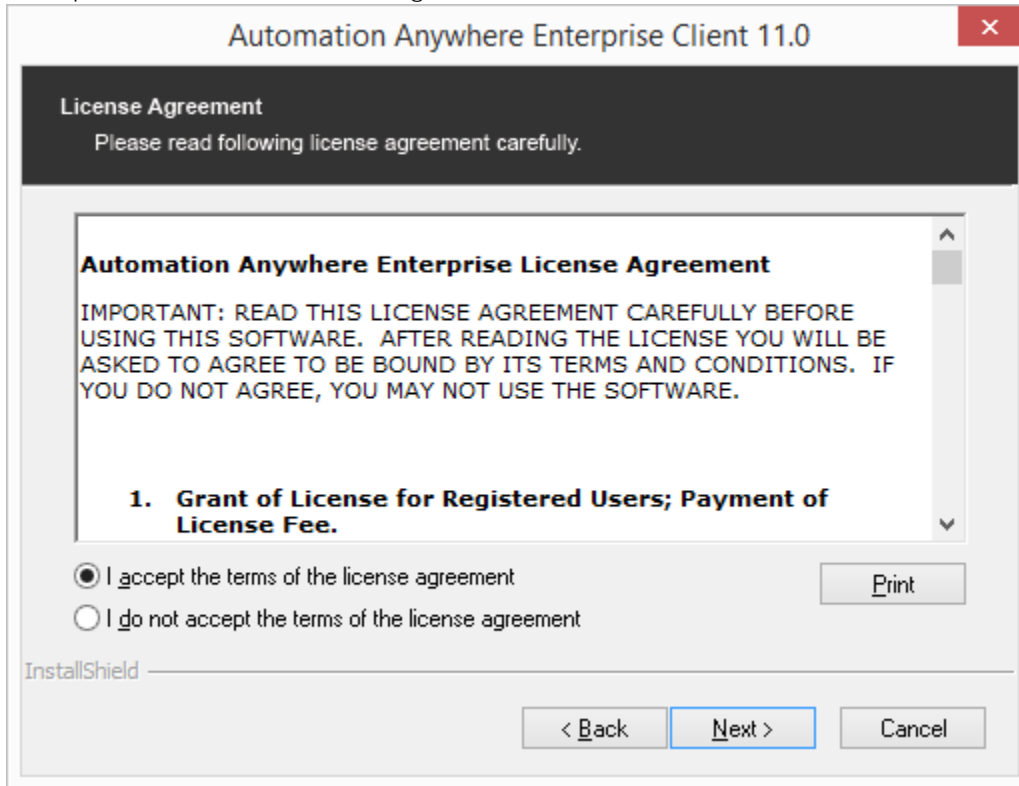 Automation Anywhere Enterprise Client 11.0
License Agreement
Please read following license agreement carefully.
Automation Anywhere Enterprise License Agreement
IMPORTANT: READ THIS LICENSE AGREEMENT CAREFULLY BEFORE
USING THIS SOFTWARE.  AFTER READING THE LICENSE YOU WILL BE
ASKED TO AGREE TO BE BOUND BY ITS TERMS AND CONDITIONS.  IF
YOU DO NOT AGREE, YOU MAY NOT USE THE SOFTWARE.
1. Grant of License for Registered Users; Payment of
License Fee.
I accept the terms of the license agreement
Print
I do not accept the terms of the license agreement
InstallShield
< Back
Next >
Cancel